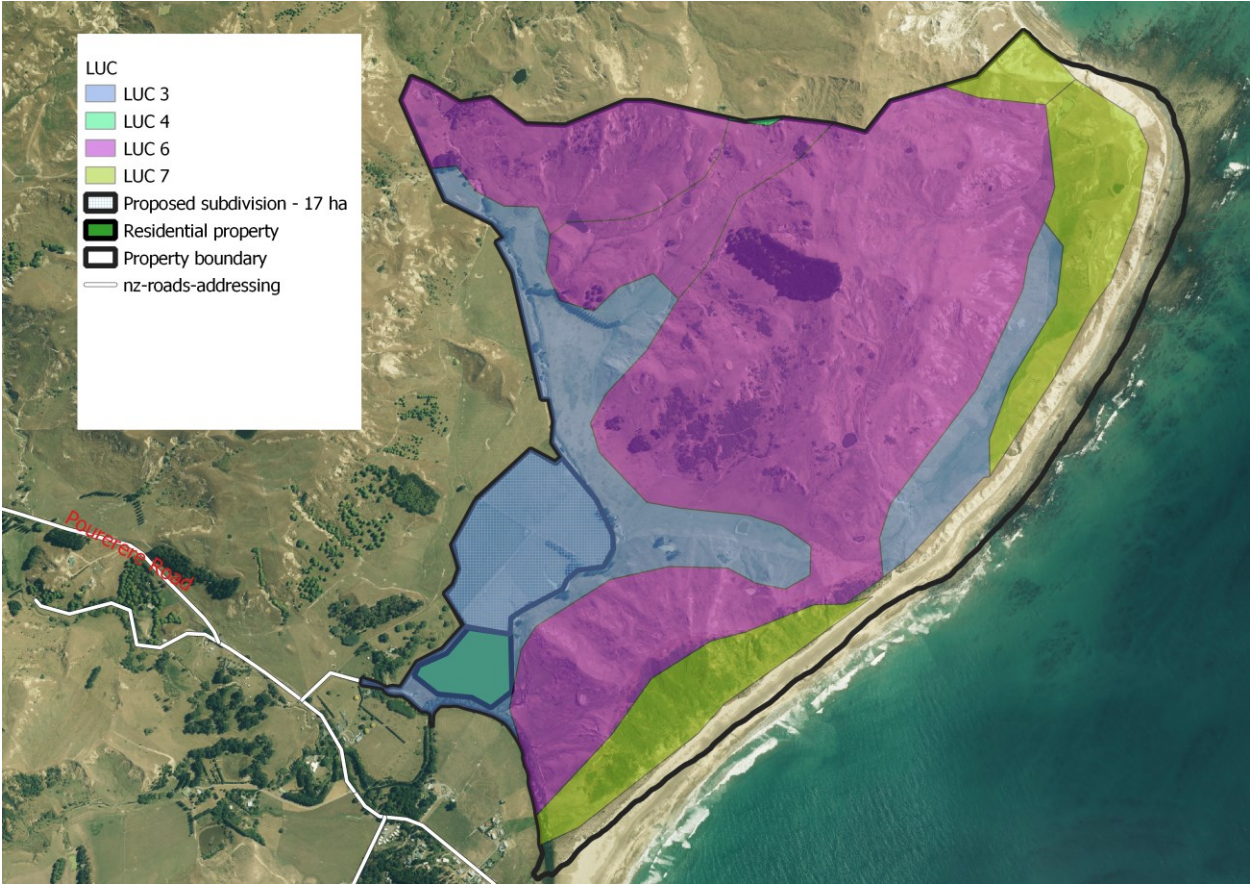 LUC
LUC 3
LUC 4
LUC 6
LUC 7
Proposed subdivision - 17 ha
Residential property
Property boundary
nz-roads-addressing
Pourerere Road